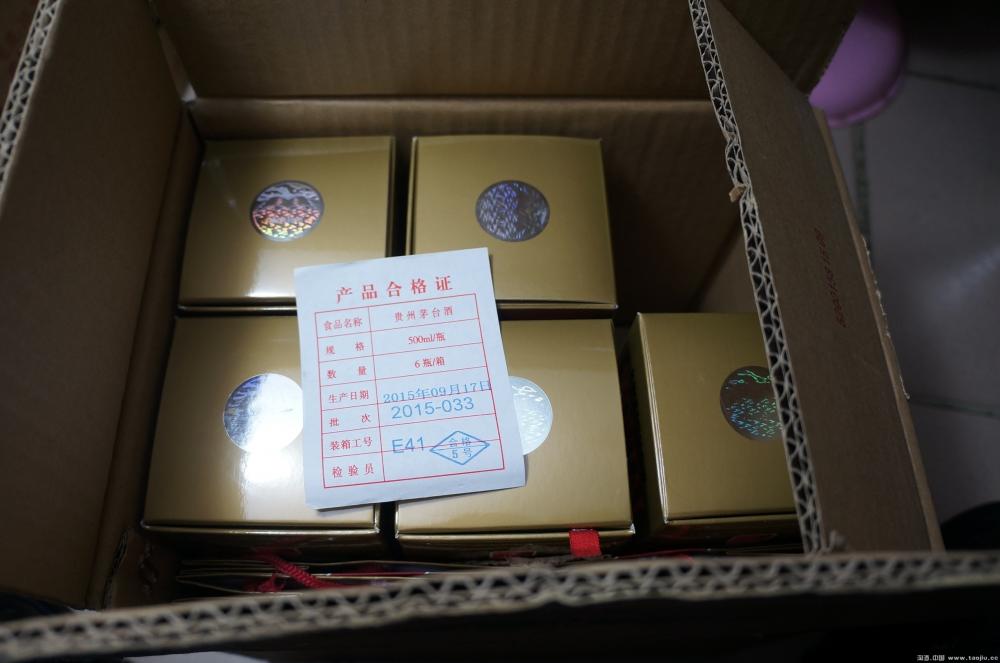 产品合格证
食品名称 贵州茅台酒
规 格 500ml/瓶
数 量 6瓶/箱
生产日期 2015年09月17日
批 次 2015-033
装箱工号 E41
检验员 合格
5号
淘酒.中国 www.taojiu.cc